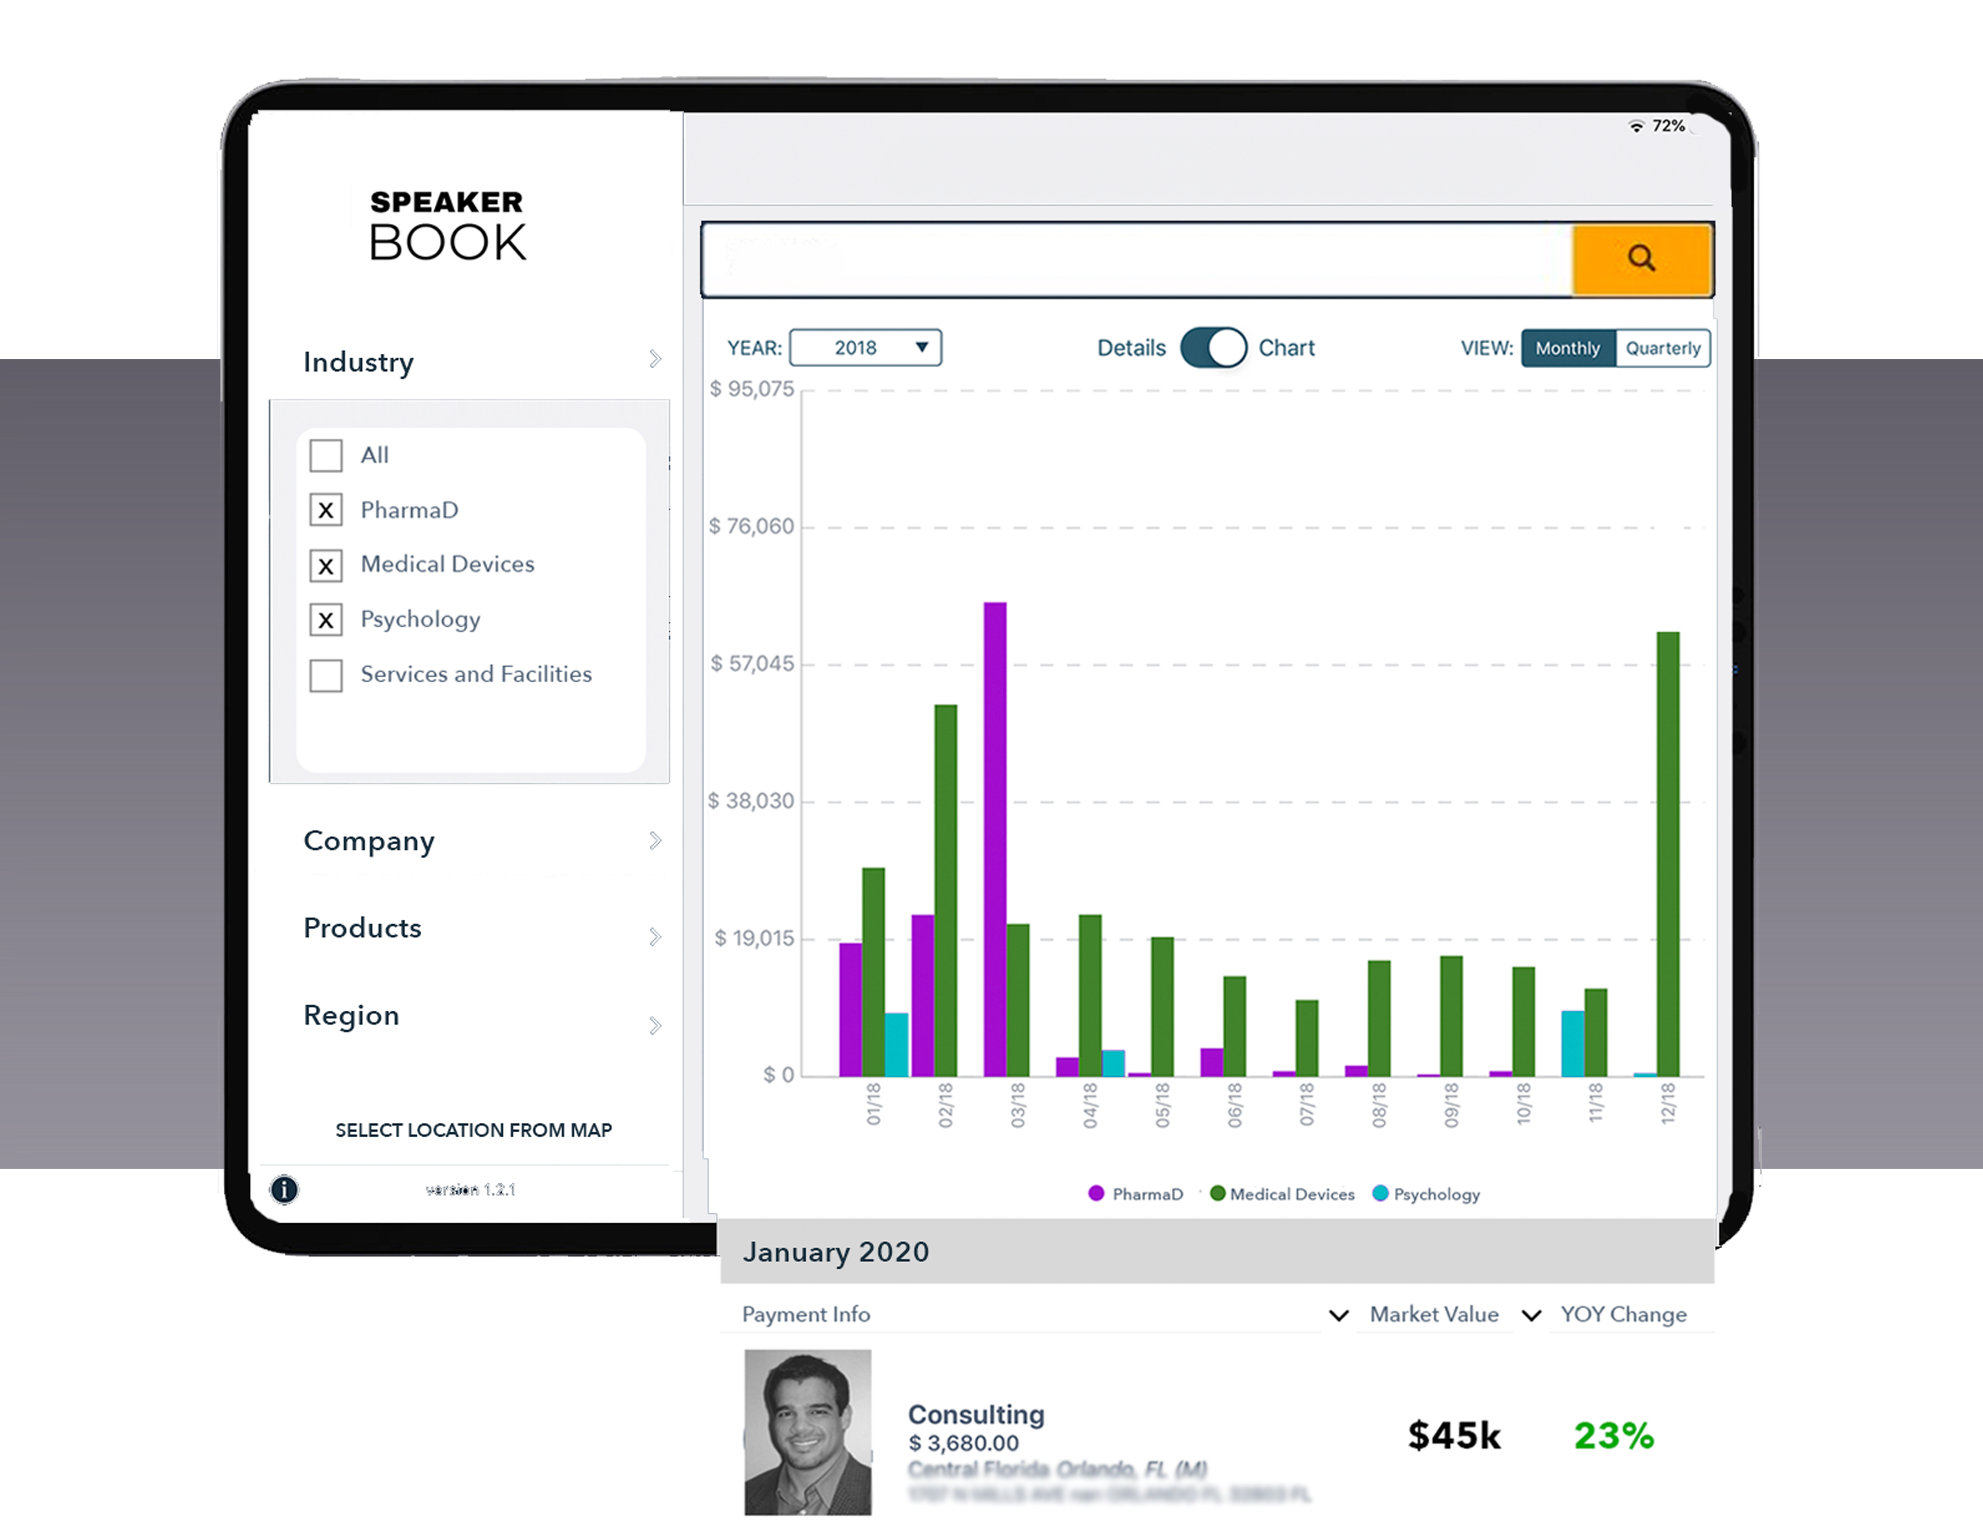 72%
SPEAKER
BOOK
Industry
All
X PharmaD
X Medical Devices
X Psychology
Services and Facilities
Company
Products
Region
SELECT LOCATION FROM MAP
i
version 1.2.1
YEAR: 2018 Details Chart VIEW: Monthly Quarterly
$ 95,075
$ 76,060
$ 57,045
$ 38,030
$ 19,015
$ 0
01/18 02/18 03/18 04/18 05/18 06/18 07/18 08/18 09/18 10/18 11/18 12/18
PharmaD Medical Devices Psychology
January 2020
Payment Info Market Value YOY Change
Consulting
$ 3,680.00
$45k 23%
Central Florida Orlando, FL (M)